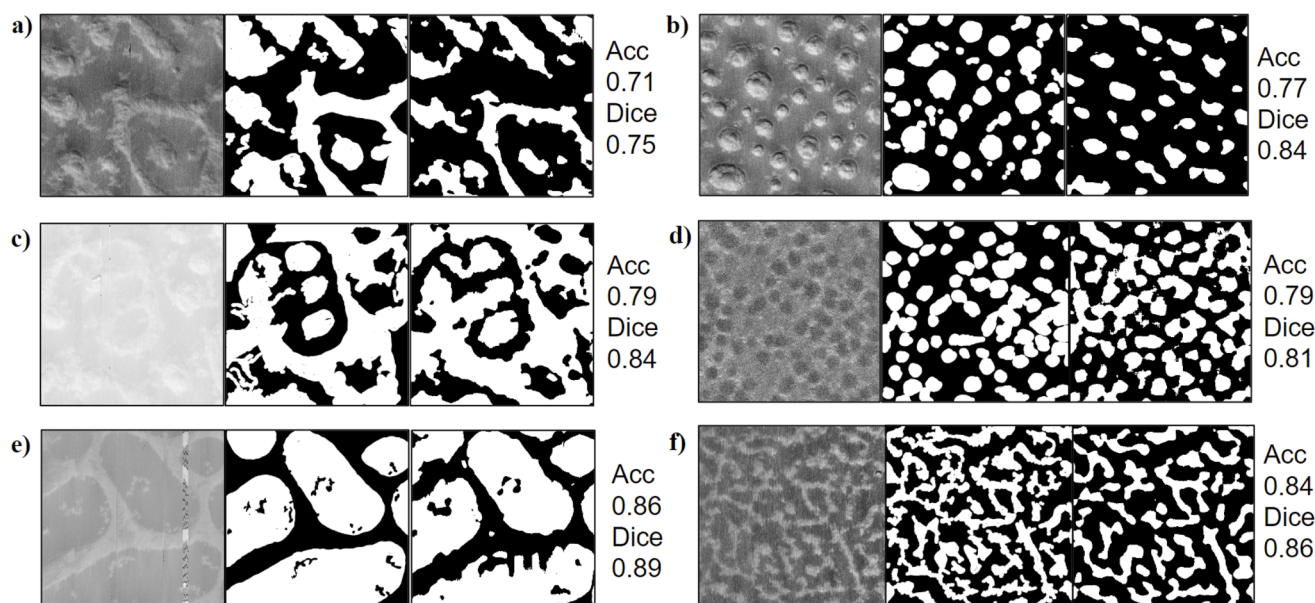 a)
Acc
0.71
Dice
0.75
b)
Acc
0.77
Dice
0.84
c)
Acc
0.79
Dice
0.84
d)
Acc
0.79
Dice
0.81
e)
Acc
0.86
Dice
0.89
f)
Acc
0.84
Dice
0.86